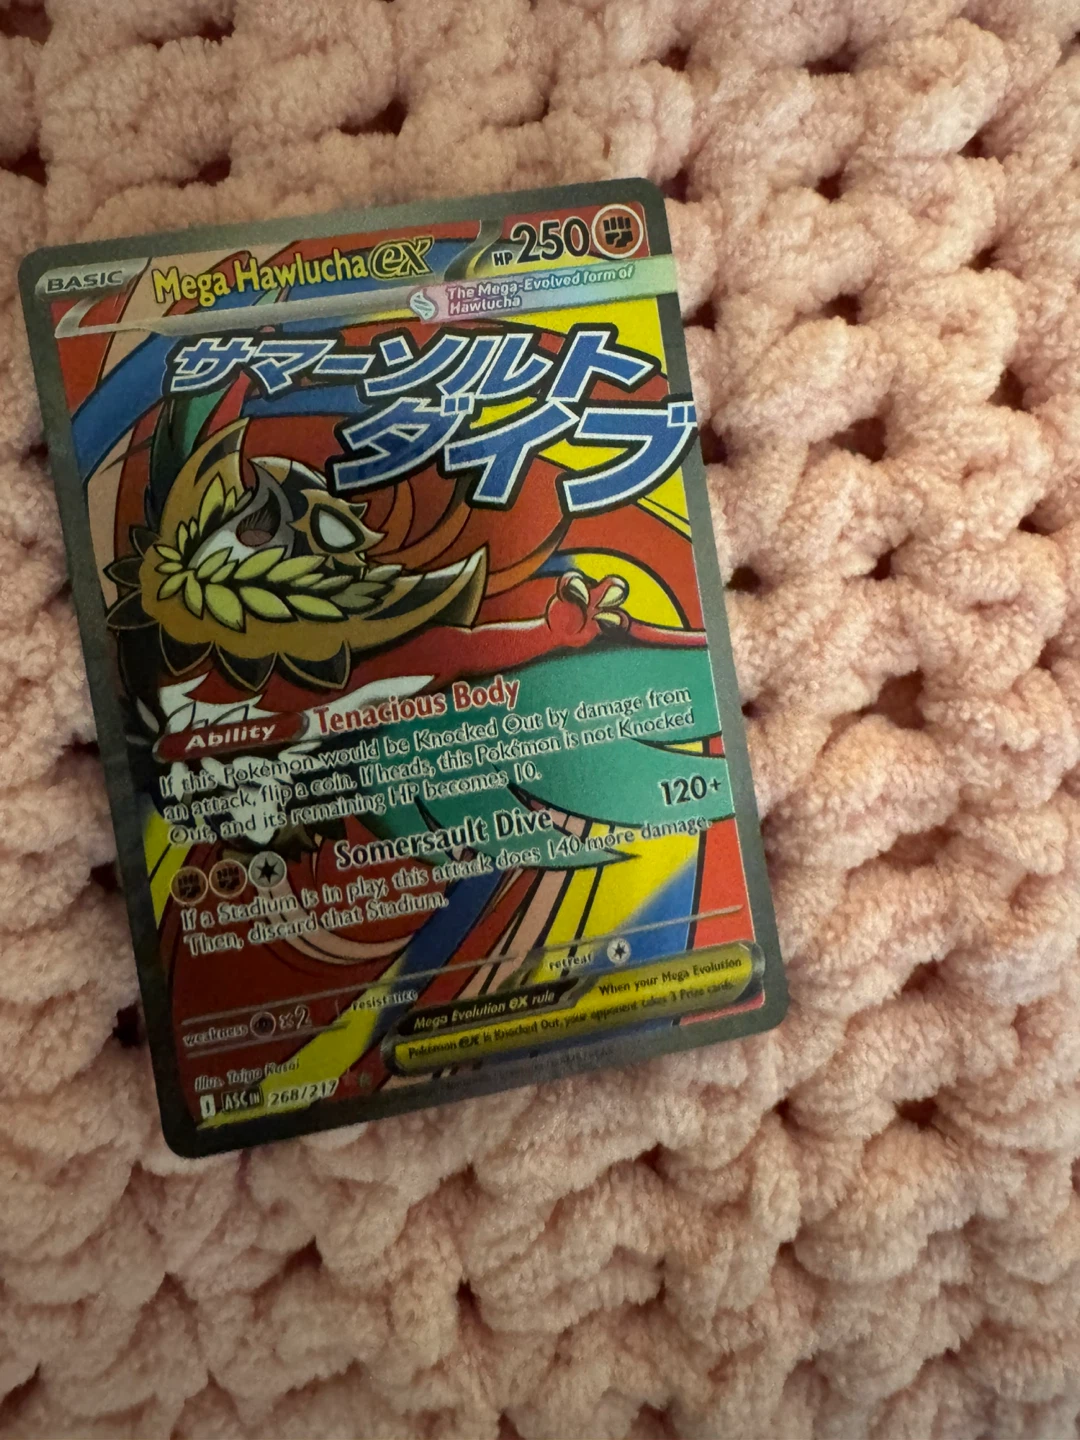 BASIC Mega Hawlucha ex HP 250
The Mega-Evolved form of
Hawlucha
サマーソルト
ダイブ
Ability Tenacious Body
If this Pokémon would be Knocked Out by damage from
an attack, flip a coin. If heads, this Pokémon is not Knocked
Out, and its remaining HP becomes 10.
Somersault Dive 120+
If a Stadium is in play, this attack does 140 more damage.
Then, discard that Stadium.
weakness ×2 resistance retreat
Mega Evolution ex rule When your Mega Evolution
Pokémon ex is Knocked Out, your opponent takes 3 Prize cards.
Illus. Taiga Kasai
I ASC EN 268/217